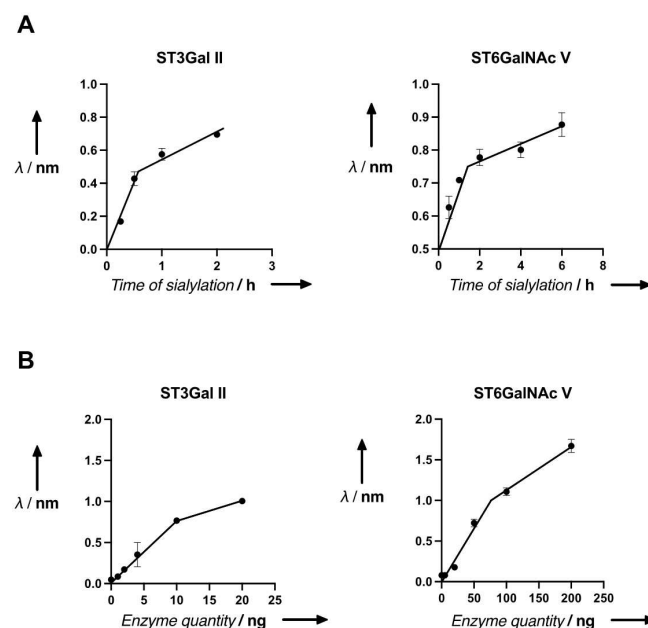 A
ST3Gal II
ST6GalNAc V
λ / nm
1.0
0.8
0.6
0.4
0.2
0.0
0 1 2 3
Time of sialylation / h
λ / nm
1.0
0.9
0.8
0.7
0.6
0.5
0 2 4 6 8
Time of sialylation / h
B
ST3Gal II
ST6GalNAc V
λ / nm
2.0
1.5
1.0
0.5
0.0
0 5 10 15 20 25
Enzyme quantity / ng
λ / nm
2.0
1.5
1.0
0.5
0.0
0 50 100 150 200 250
Enzyme quantity / ng